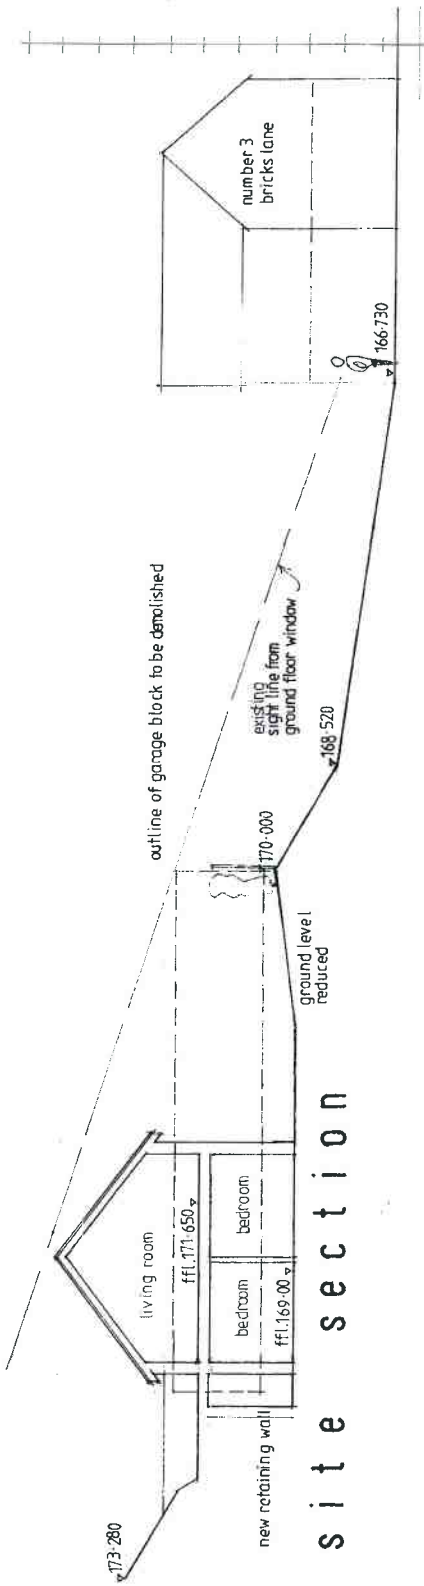 173·280
new retaining wall
living room
ffl.171·650
bedroom
bedroom
ffl.169·00
ground level
reduced
170·000
outline of garage block to be demolished
existing
sight line from
ground floor window
168·520
number 3
bricks lane
166·730
site section